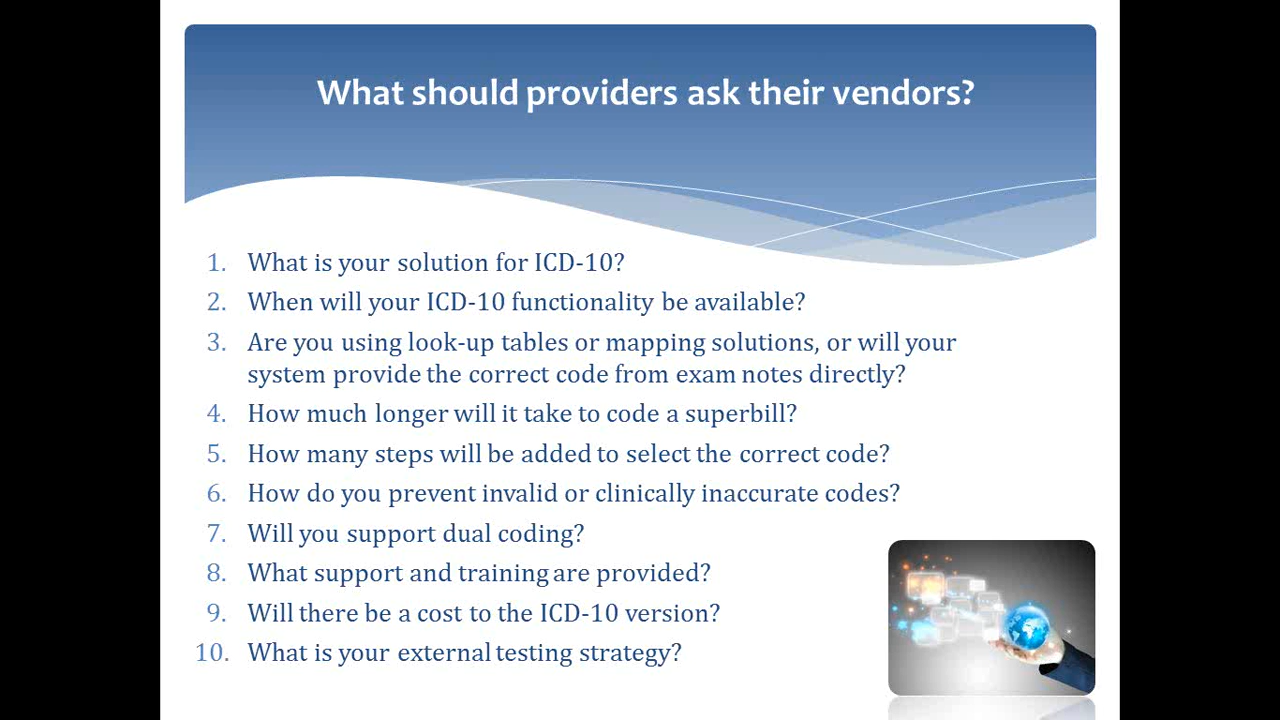 What should providers ask their vendors?
1. What is your solution for ICD-10?
2. When will your ICD-10 functionality be available?
3. Are you using look-up tables or mapping solutions, or will your
system provide the correct code from exam notes directly?
4. How much longer will it take to code a superbill?
5. How many steps will be added to select the correct code?
6. How do you prevent invalid or clinically inaccurate codes?
7. Will you support dual coding?
8. What support and training are provided?
9. Will there be a cost to the ICD-10 version?
10. What is your external testing strategy?